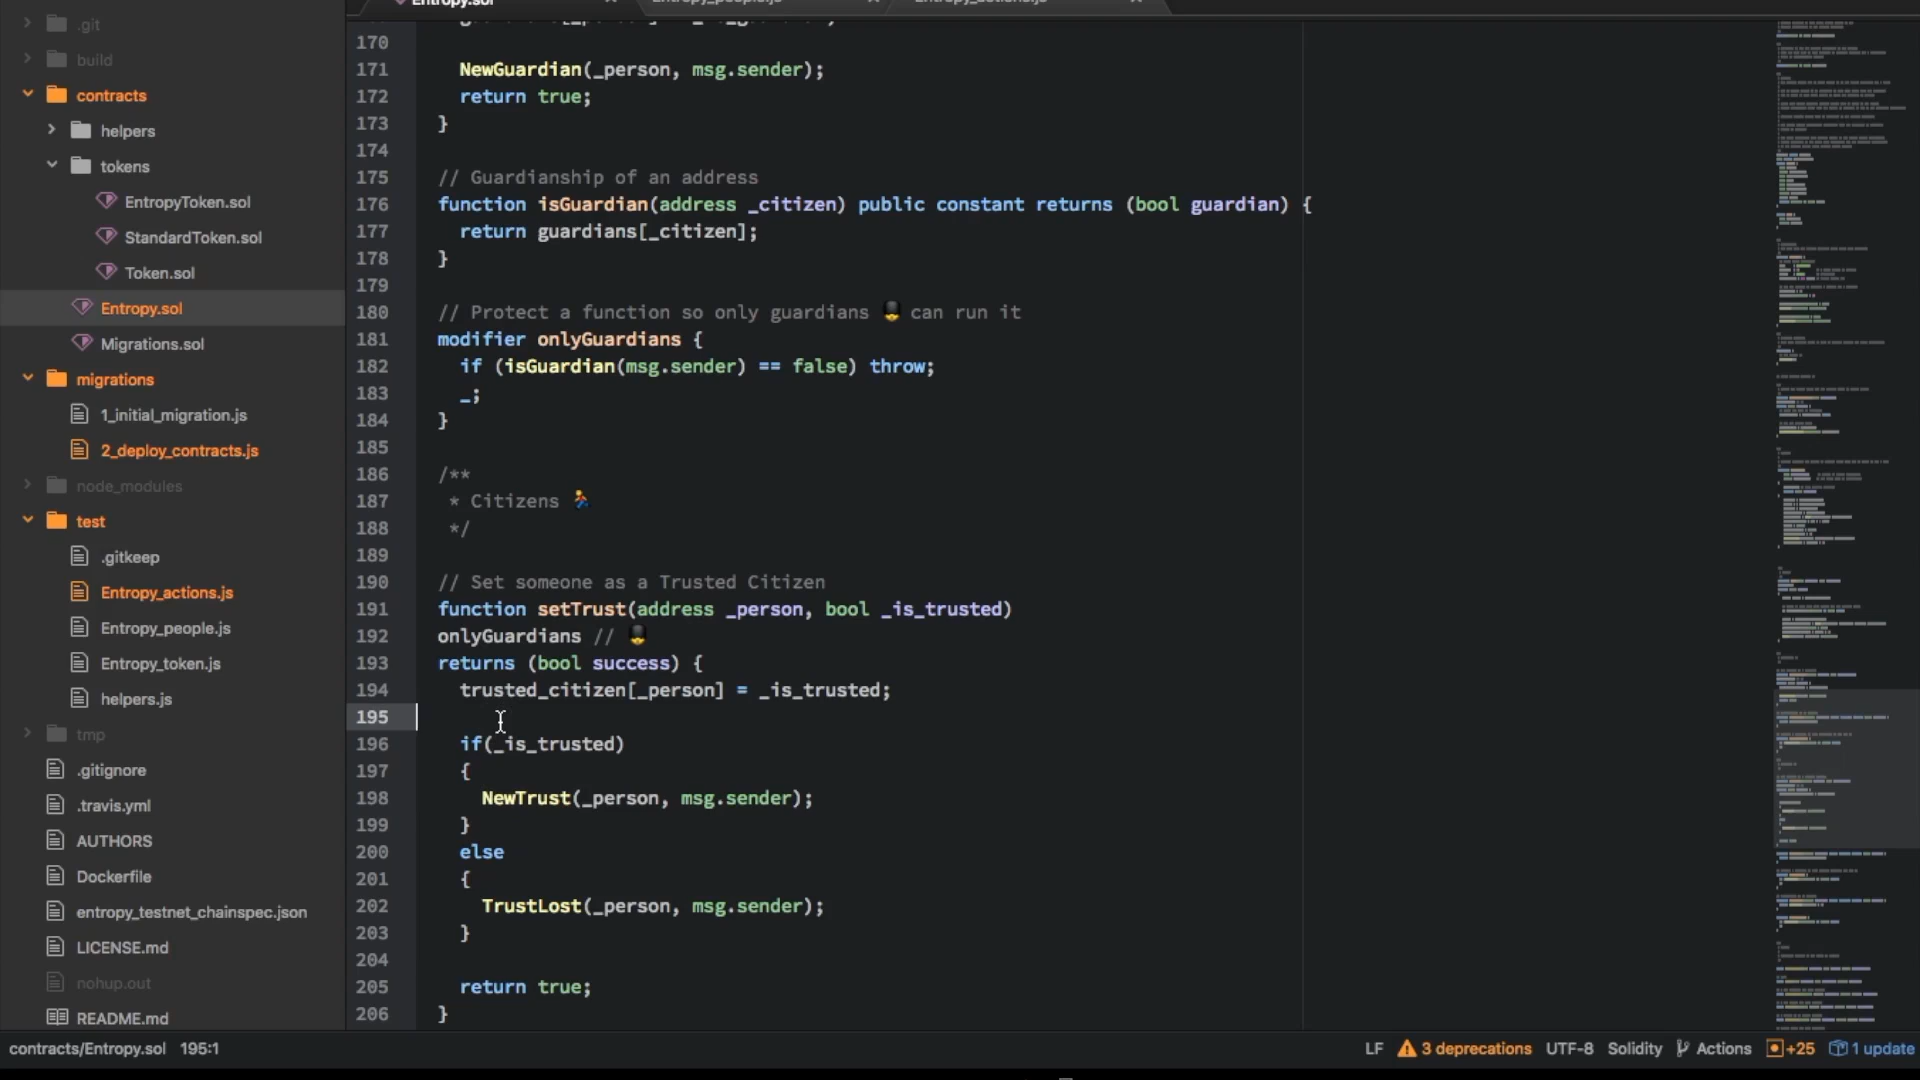 .git
build
contracts
helpers
tokens
EntropyToken.sol
StandardToken.sol
Token.sol
Entropy.sol
Migrations.sol
migrations
1_initial_migration.js
2_deploy_contracts.js
node_modules
test
.gitkeep
Entropy_actions.js
Entropy_people.js
Entropy_token.js
helpers.js
tmp
.gitignore
.travis.yml
AUTHORS
Dockerfile
entropy_testnet_chainspec.json
LICENSE.md
nohup.out
README.md
Entropy.sol
Entropy_people.js
Entropy_actions.js
170
171 NewGuardian(_person, msg.sender);
172 return true;
173 }
174
175 // Guardianship of an address
176 function isGuardian(address _citizen) public constant returns (bool guardian) {
177 return guardians[_citizen];
178 }
179
180 // Protect a function so only guardians 💂 can run it
181 modifier onlyGuardians {
182 if (isGuardian(msg.sender) == false) throw;
183 _;
184 }
185
186 /**
187 * Citizens 🏃
188 */
189
190 // Set someone as a Trusted Citizen
191 function setTrust(address _person, bool _is_trusted)
192 onlyGuardians // 💂
193 returns (bool success) {
194 trusted_citizen[_person] = _is_trusted;
195
196 if(_is_trusted)
197 {
198 NewTrust(_person, msg.sender);
199 }
200 else
201 {
202 TrustLost(_person, msg.sender);
203 }
204
205 return true;
206 }
contracts/Entropy.sol 195:1
LF 3 deprecations UTF-8 Solidity Actions +25 1 update